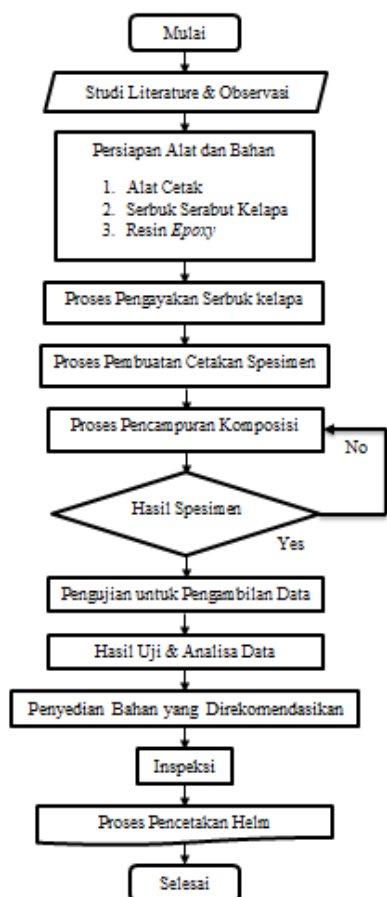 Mulai
Studi Literature & Observasi
Persiapan Alat dan Bahan
1. Alat Cetak
2. Serbuk Serabut Kelapa
3. Resin Epoxy
Proses Pengayakan Serbuk kelapa
Proses Pembuatan Cetakan Spesimen
Proses Pencampuran Komposisi
No
Hasil Spesimen
Yes
Pengujian untuk Pengambilan Data
Hasil Uji & Analisa Data
Penyedian Bahan yang Direkomendasikan
Inspeksi
Proses Pencetakan Helm
Selesai